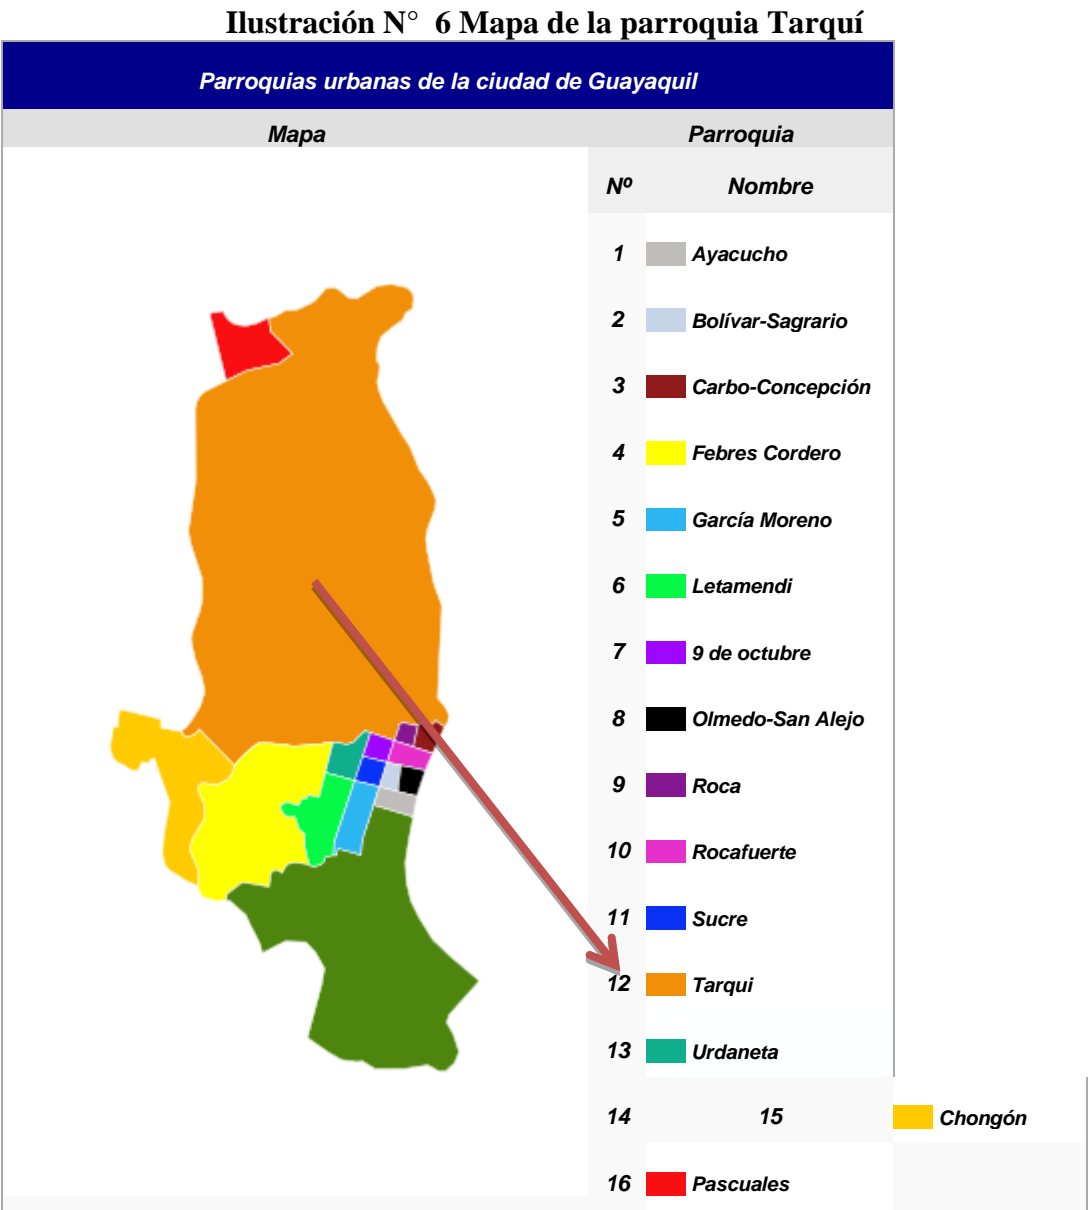 Ilustración N° 6 Mapa de la parroquia Tarquí
Parroquias urbanas de la ciudad de Guayaquil
Mapa Parroquia
Nº Nombre
1 Ayacucho
2 Bolívar-Sagrario
3 Carbo-Concepción
4 Febres Cordero
5 García Moreno
6 Letamendi
7 9 de octubre
8 Olmedo-San Alejo
9 Roca
10 Rocafuerte
11 Sucre
12 Tarqui
13 Urdaneta
14 15 Chongón
16 Pascuales